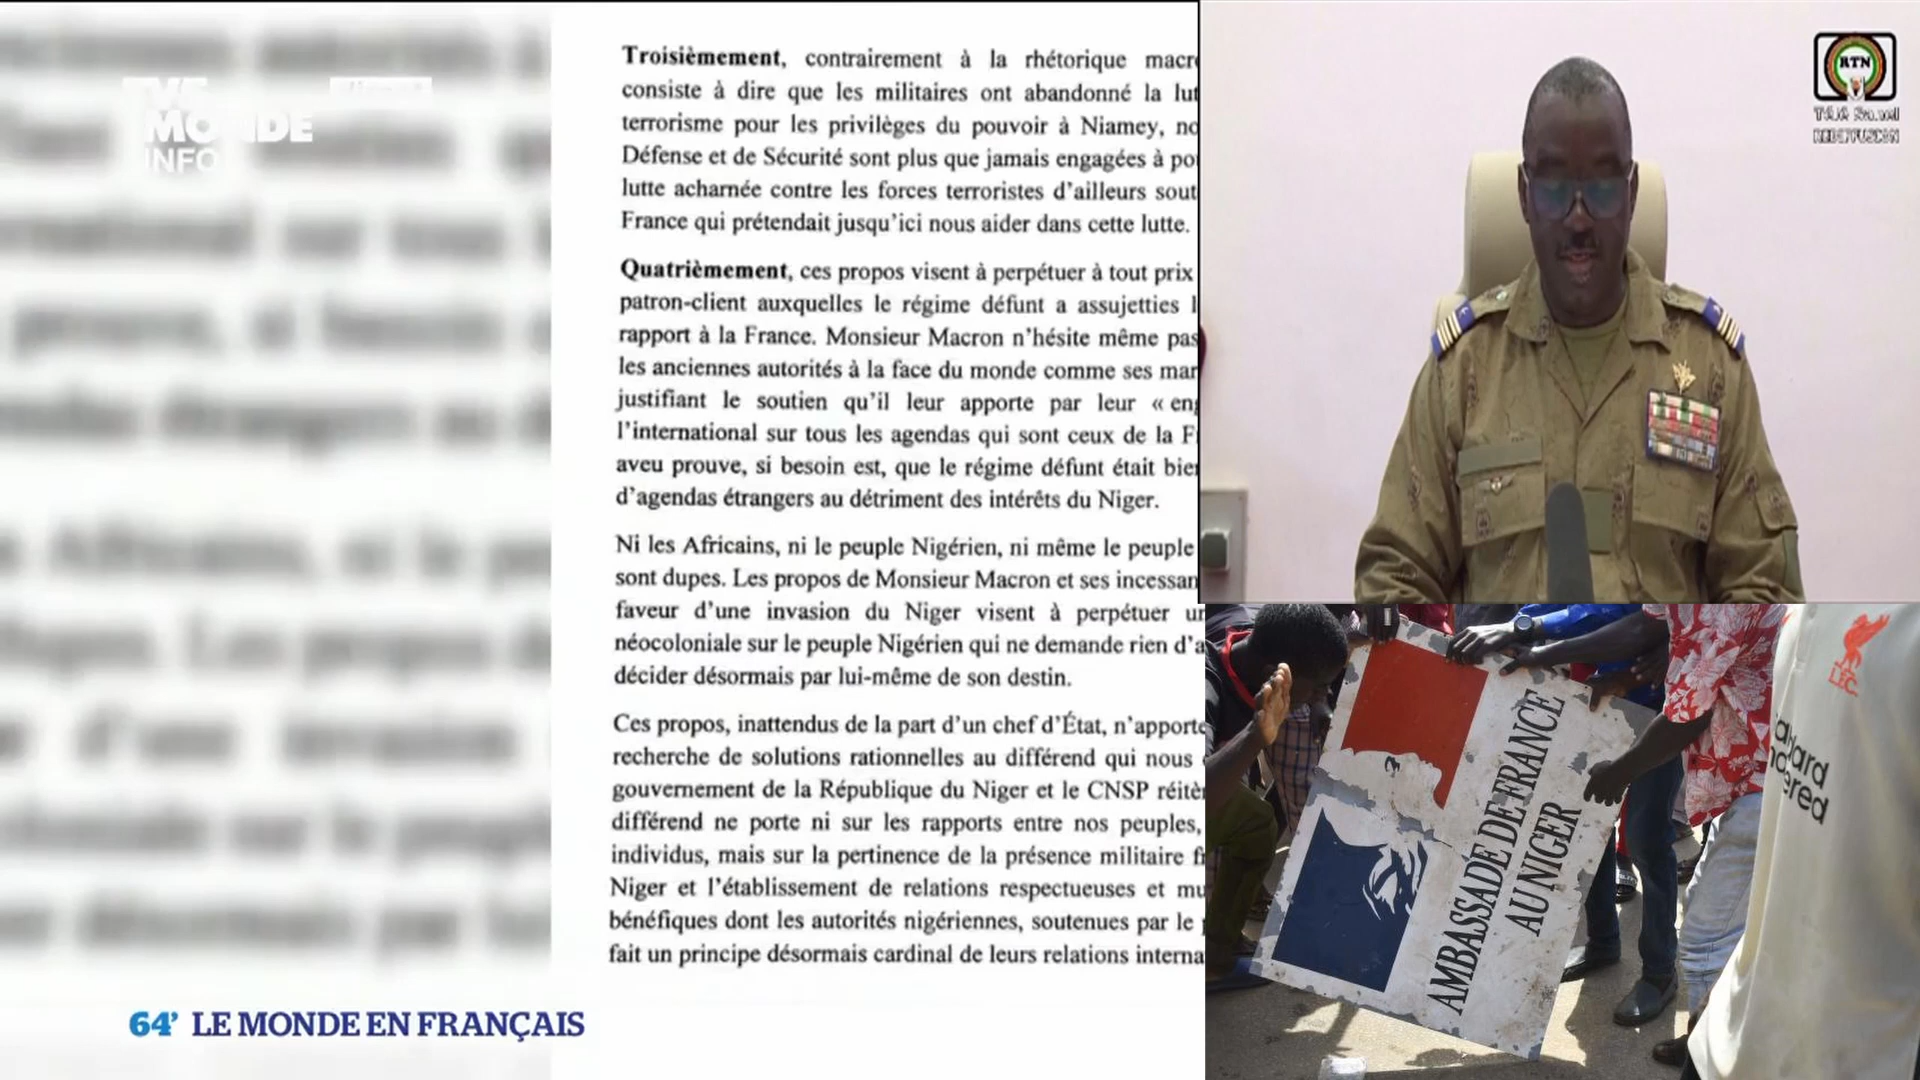 TV5
MONDE
INFO
Troisièmement, contrairement à la rhétorique macr
consiste à dire que les militaires ont abandonné la lut
terrorisme pour les privilèges du pouvoir à Niamey, no
Défense et de Sécurité sont plus que jamais engagées à po
lutte acharnée contre les forces terroristes d'ailleurs sout
France qui prétendait jusqu'ici nous aider dans cette lutte.
Quatrièmement, ces propos visent à perpétuer à tout prix
patron-client auxquelles le régime défunt a assujetties l
rapport à la France. Monsieur Macron n'hésite même pas
les anciennes autorités à la face du monde comme ses mar
justifiant le soutien qu'il leur apporte par leur « eng
l'international sur tous les agendas qui sont ceux de la F
aveu prouve, si besoin est, que le régime défunt était bie
d'agendas étrangers au détriment des intérêts du Niger.
Ni les Africains, ni le peuple Nigérien, ni même le peuple
sont dupes. Les propos de Monsieur Macron et ses incessan
faveur d'une invasion du Niger visent à perpétuer un
néocoloniale sur le peuple Nigérien qui ne demande rien d'a
décider désormais par lui-même de son destin.
Ces propos, inattendus de la part d'un chef d'État, n'apporte
recherche de solutions rationnelles au différend qui nous
gouvernement de la République du Niger et le CNSP réitè
différend ne porte ni sur les rapports entre nos peuples,
individus, mais sur la pertinence de la présence militaire f
Niger et l'établissement de relations respectueuses et mu
bénéfiques dont les autorités nigériennes, soutenues par le
fait un principe désormais cardinal de leurs relations interna
64' LE MONDE EN FRANÇAIS
RTN
Télé Sahel
REDIFFUSION
AMBASSADE DE FRANCE
AU NIGER
L.F.C.